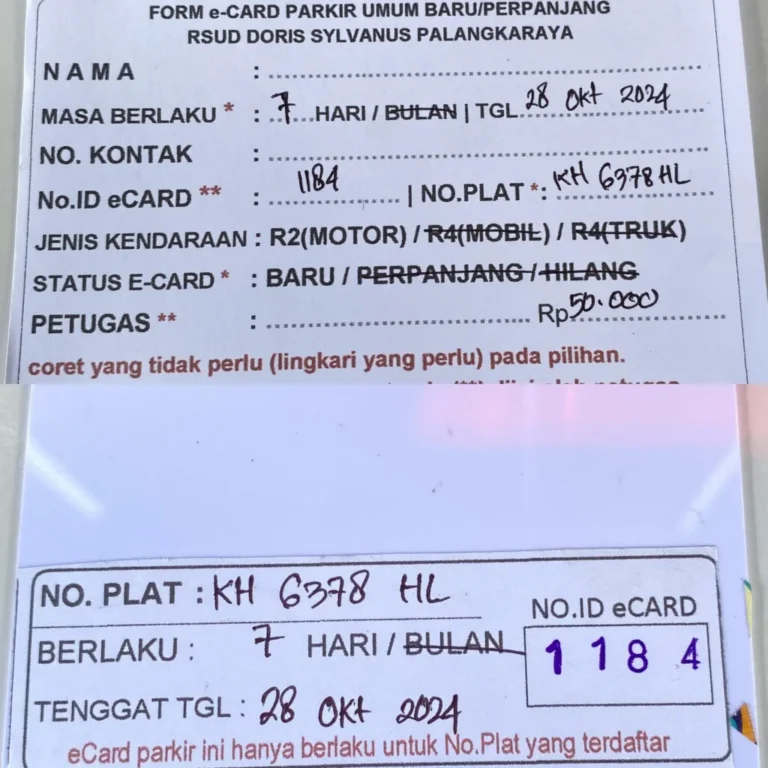 FORM e-CARD PARKIR UMUM BARU/PERPANJANG
RSUD DORIS SYLVANUS PALANGKARAYA
NAMA :
MASA BERLAKU * : 7 HARI / BULAN | TGL 28 Okt 2024
NO. KONTAK :
No.ID eCARD ** : 1184 | NO.PLAT *: KH 6378 HL
JENIS KENDARAAN : R2(MOTOR) / R4(MOBIL) / R4(TRUK)
STATUS E-CARD * : BARU / PERPANJANG / HILANG
PETUGAS ** : Rp 50.000
coret yang tidak perlu (lingkari yang perlu) pada pilihan.
NO. PLAT : KH 6378 HL
NO.ID eCARD
BERLAKU : 7 HARI / BULAN
1184
TENGGAT TGL : 28 Okt 2024
eCard parkir ini hanya berlaku untuk No.Plat yang terdaftar